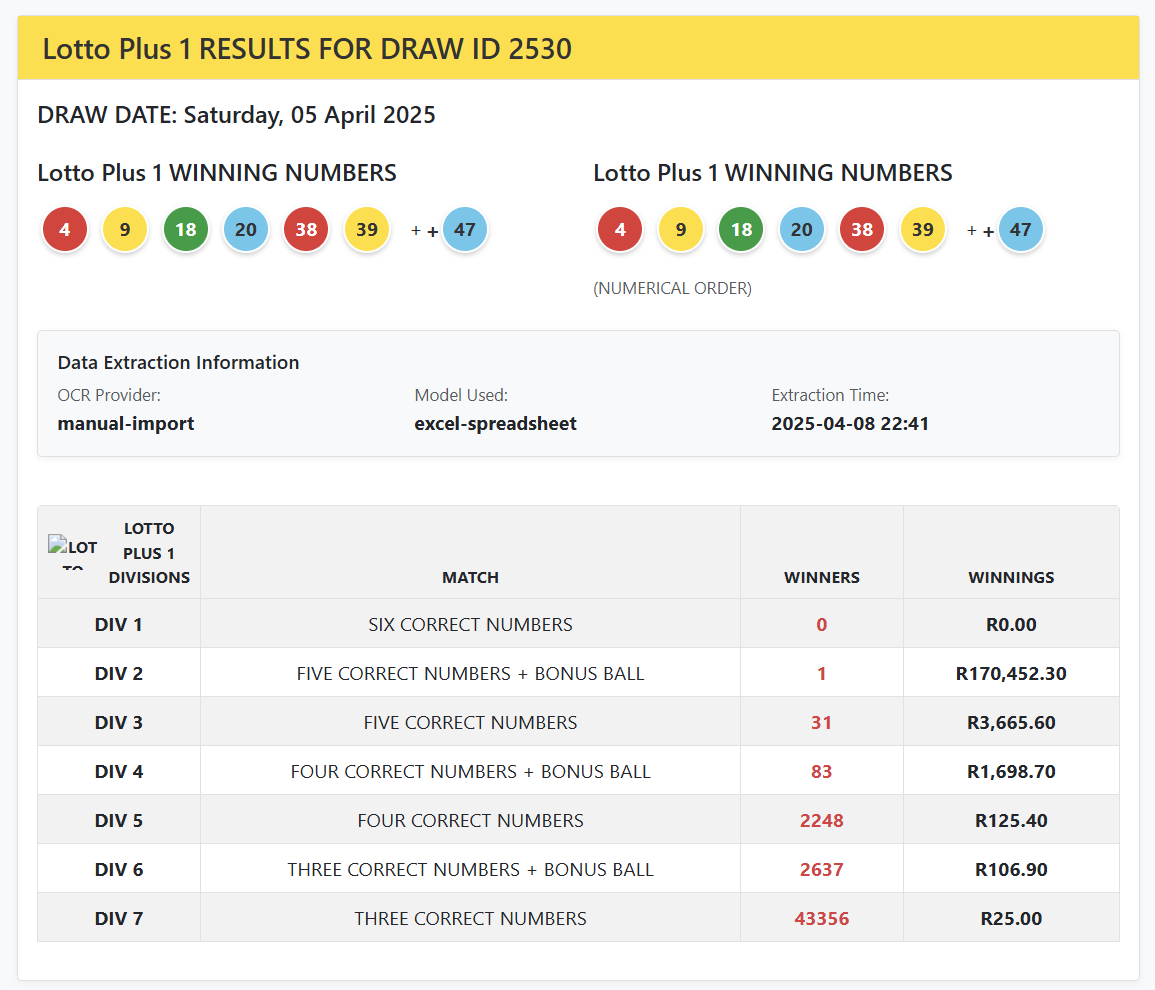 Lotto Plus 1 RESULTS FOR DRAW ID 2530
DRAW DATE: Saturday, 05 April 2025
Lotto Plus 1 WINNING NUMBERS
4 9 18 20 38 39 + + 47
Lotto Plus 1 WINNING NUMBERS
4 9 18 20 38 39 + + 47
(NUMERICAL ORDER)
Data Extraction Information
OCR Provider:
manual-import
Model Used:
excel-spreadsheet
Extraction Time:
2025-04-08 22:41
LOT
TO
LOTTO
PLUS 1
DIVISIONS
MATCH
WINNERS
WINNINGS
DIV 1 SIX CORRECT NUMBERS 0 R0.00
DIV 2 FIVE CORRECT NUMBERS + BONUS BALL 1 R170,452.30
DIV 3 FIVE CORRECT NUMBERS 31 R3,665.60
DIV 4 FOUR CORRECT NUMBERS + BONUS BALL 83 R1,698.70
DIV 5 FOUR CORRECT NUMBERS 2248 R125.40
DIV 6 THREE CORRECT NUMBERS + BONUS BALL 2637 R106.90
DIV 7 THREE CORRECT NUMBERS 43356 R25.00